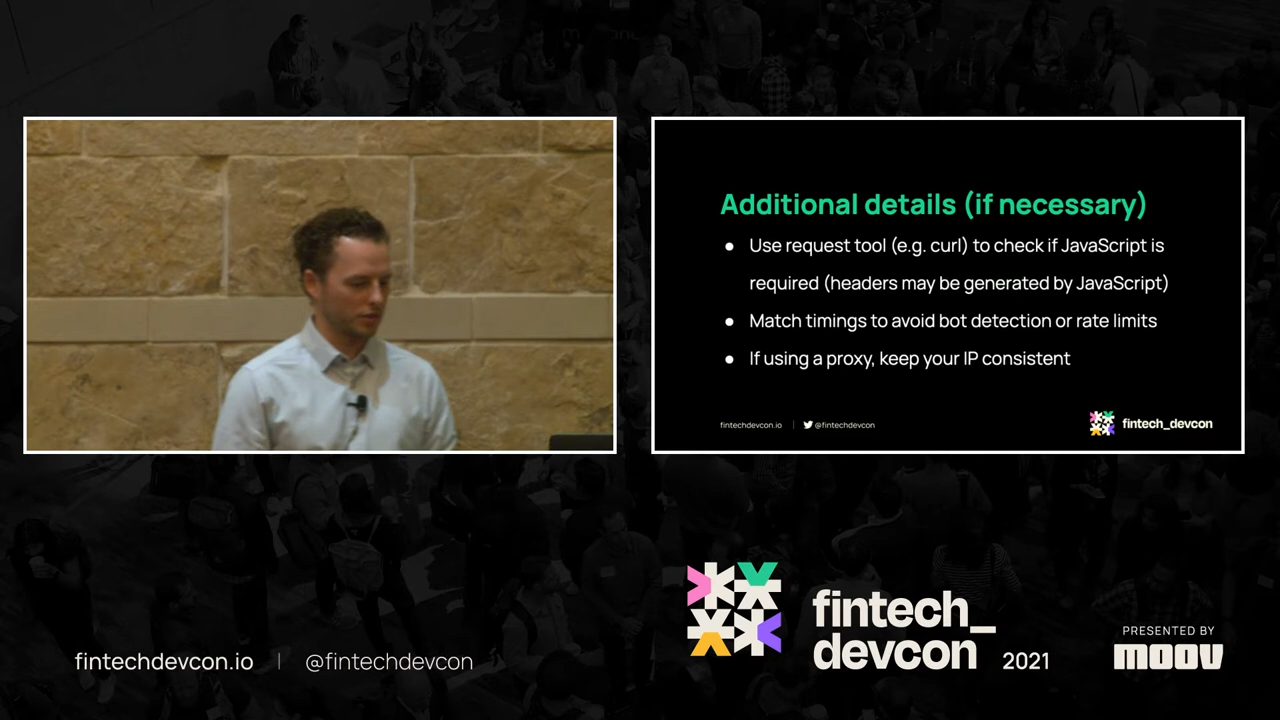 Additional details (if necessary)
● Use request tool (e.g. curl) to check if JavaScript is
required (headers may be generated by JavaScript)
● Match timings to avoid bot detection or rate limits
● If using a proxy, keep your IP consistent
fintechdevcon.io | @fintechdevcon
fintech_devcon
fintechdevcon.io | @fintechdevcon
fintech_
devcon 2021
PRESENTED BY
moov